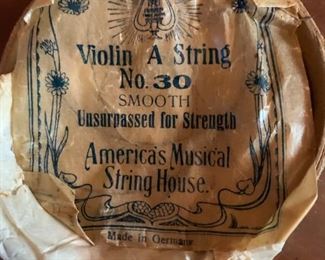 Violin A String
No. 30
SMOOTH
Unsurpassed for Strength
America's Musical
String House.
Made in Germany